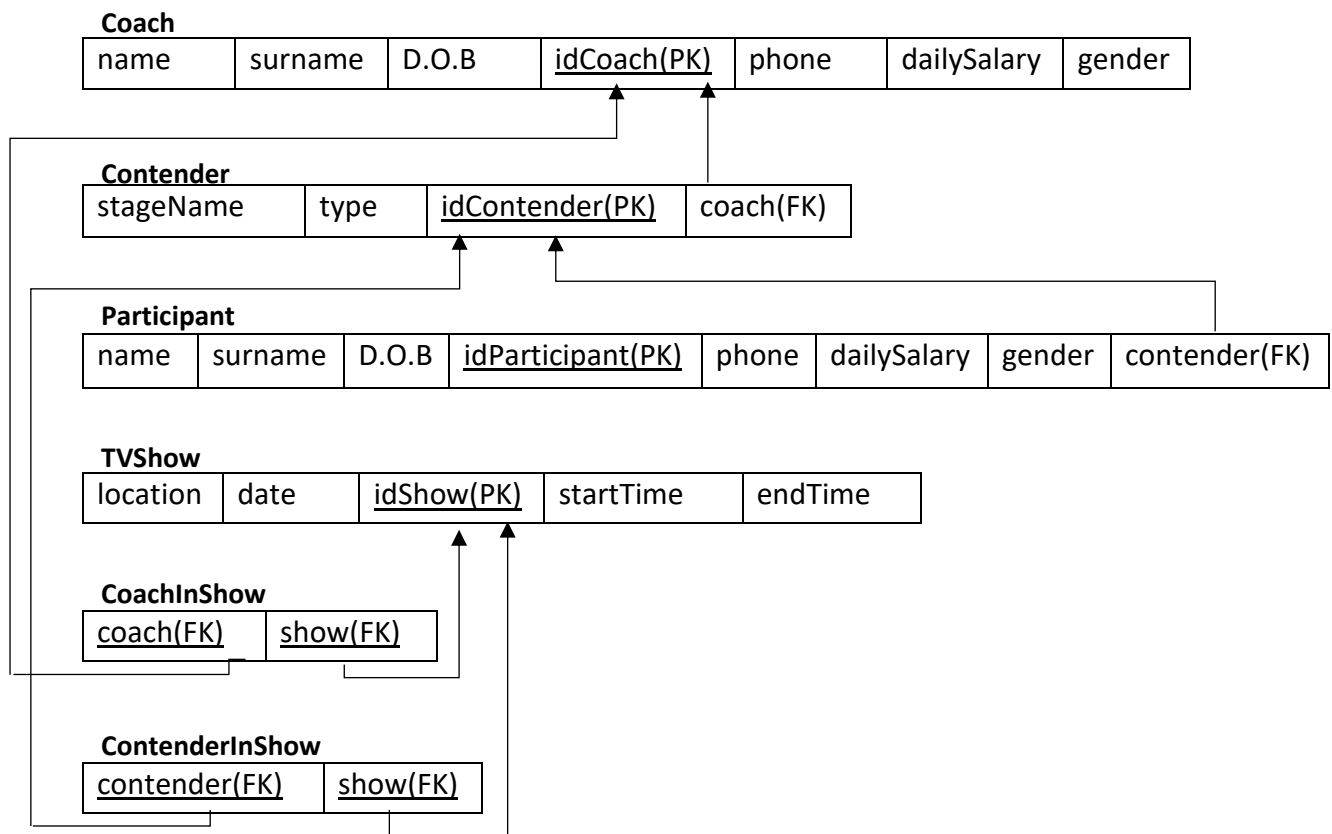 Coach
name surname D.O.B idCoach(PK) phone dailySalary gender
Contender
stageName type idContender(PK) coach(FK)
Participant
name surname D.O.B idParticipant(PK) phone dailySalary gender contender(FK)
TVShow
location date idShow(PK) startTime endTime
CoachInShow
coach(FK) show(FK)
ContenderInShow
contender(FK) show(FK)